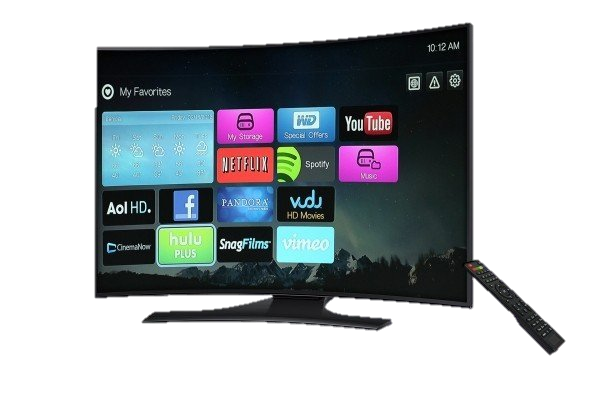 10:12 AM
My Favorites
My Storage
WD
Special Offers
YouTube
NETFLIX
Spotify
Music
Aol HD.
f
PANDORA
vudu
HD Movies
CinemaNow
hulu
PLUS
SnagFilms
vimeo